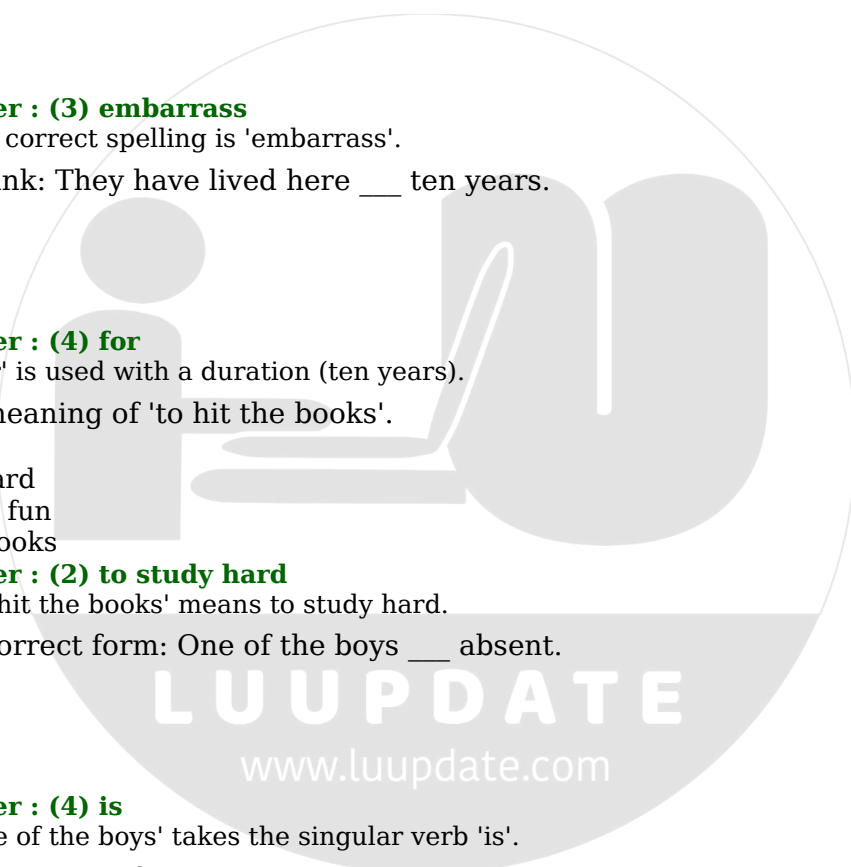 er : (3) embarrass
correct spelling is 'embarrass'.
nk: They have lived here ___ ten years.
er : (4) for
' is used with a duration (ten years).
meaning of 'to hit the books'.
ard
fun
ooks
er : (2) to study hard
hit the books' means to study hard.
orrect form: One of the boys ___ absent.
LUUPDATE
www.luupdate.com
er : (4) is
e of the boys' takes the singular verb 'is'.